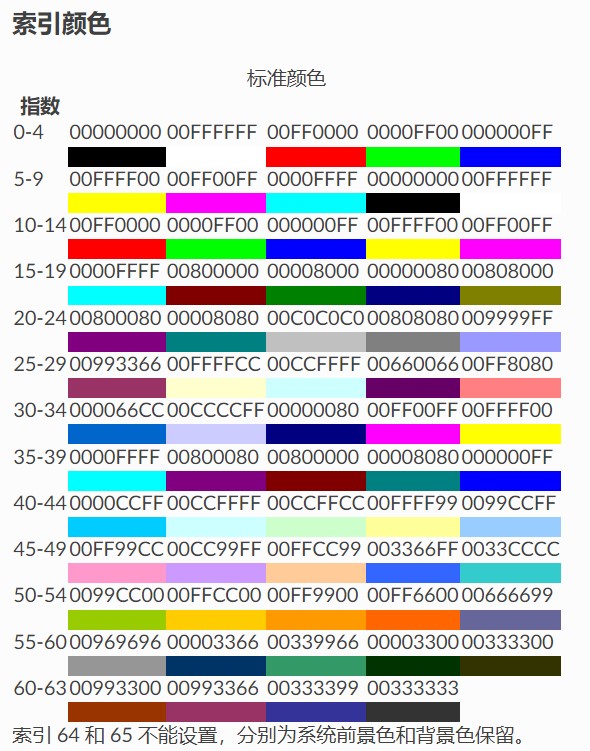 索引颜色
标准颜色
指数
0-4 00000000 00FFFFFF 00FF0000 0000FF00 000000FF
5-9 00FFFF00 00FF00FF 0000FFFF 00000000 00FFFFFF
10-14 00FF0000 0000FF00 000000FF 00FFFF00 00FF00FF
15-19 0000FFFF 00800000 00008000 00000080 00808000
20-24 00800080 00008080 00C0C0C0 00808080 009999FF
25-29 00993366 00FFFFCC 00CCFFFF 00660066 00FF8080
30-34 000066CC 00CCCCFF 00000080 00FF00FF 00FFFF00
35-39 0000FFFF 00800080 00800000 00008080 000000FF
40-44 0000CCFF 00CCFFFF 00CCFFCC 00FFFF99 0099CCFF
45-49 00FF99CC 00CC99FF 00FFCC99 003366FF 0033CCCC
50-54 0099CC00 00FFCC00 00FF9900 00FF6600 00666699
55-60 00969696 00003366 00339966 00003300 00333300
60-63 00993300 00993366 00333399 00333333
索引 64 和 65 不能设置，分别为系统前景色和背景色保留。